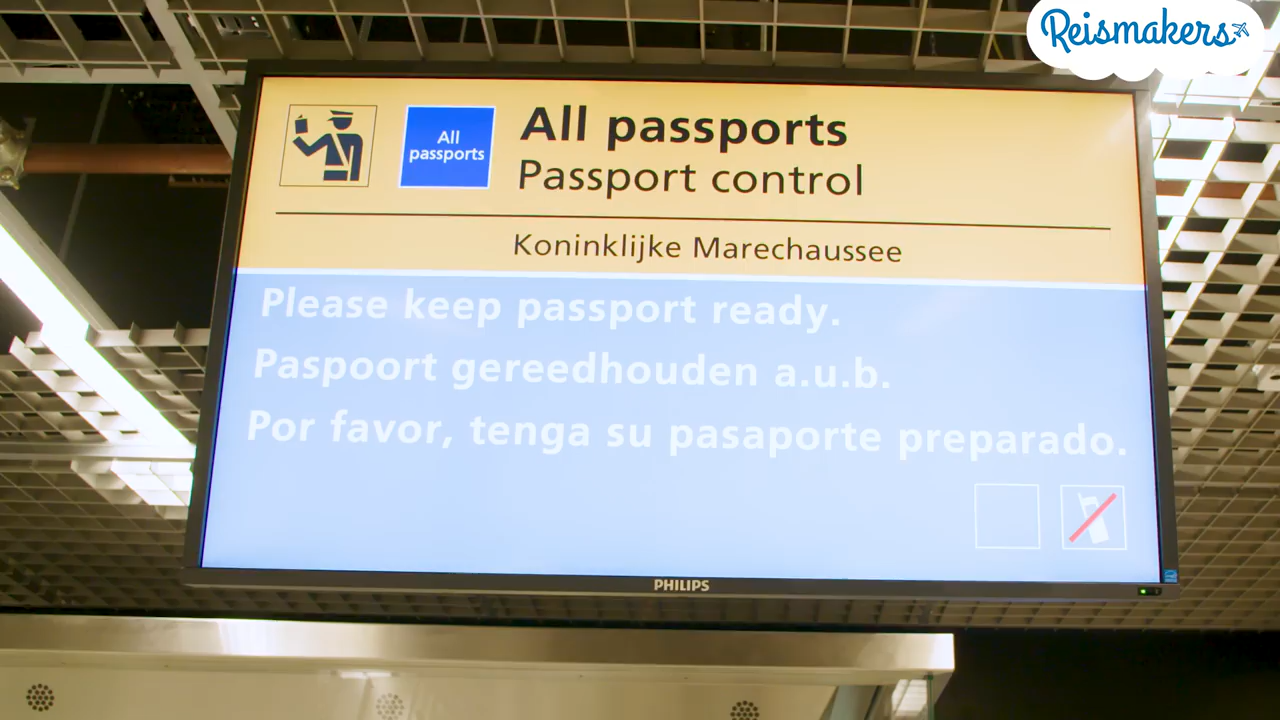 Reismakers
All passports
Passport control
All
passports
Koninklijke Marechaussee
Please keep passport ready.
Paspoort gereedhouden a.u.b.
Por favor, tenga su pasaporte preparado.
PHILIPS